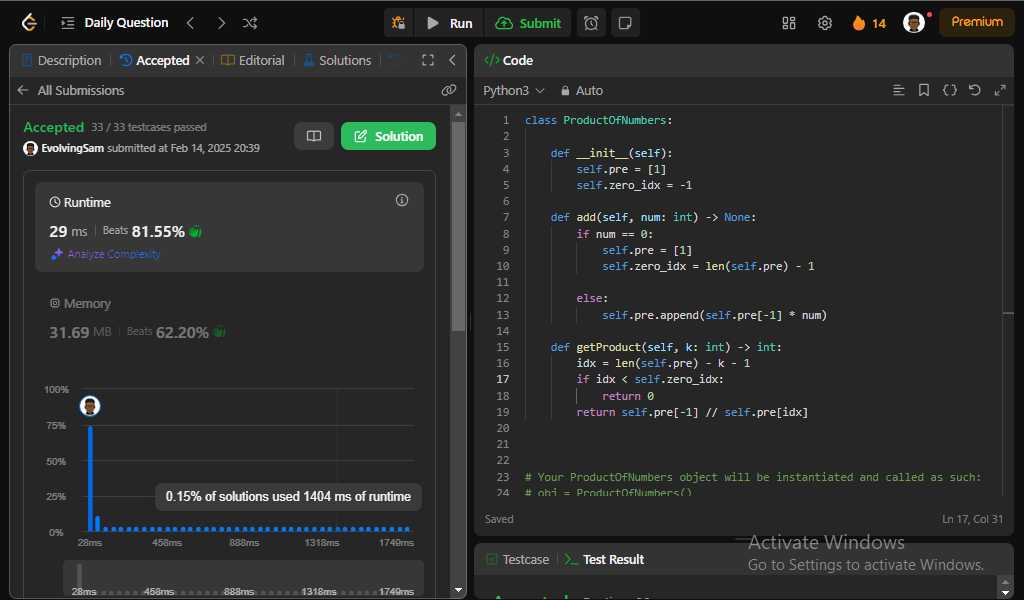 Daily Question
Run
Submit
14
Premium
Description
Accepted
Editorial
Solutions
Code
All Submissions
Python3
Auto
Accepted 33 / 33 testcases passed
EvolvingSam submitted at Feb 14, 2025 20:39
Solution
Runtime
29 ms Beats 81.55%
Analyze Complexity
Memory
31.69 MB Beats 62.20%
100%
75%
50%
25%
0%
0.15% of solutions used 1404 ms of runtime
28ms 458ms 888ms 1318ms 1749ms
28ms 458ms 888ms 1318ms 1749ms
1 class ProductOfNumbers:
2
3 def __init__(self):
4 self.pre = [1]
5 self.zero_idx = -1
6
7 def add(self, num: int) -> None:
8 if num == 0:
9 self.pre = [1]
10 self.zero_idx = len(self.pre) - 1
11
12 else:
13 self.pre.append(self.pre[-1] * num)
14
15 def getProduct(self, k: int) -> int:
16 idx = len(self.pre) - k - 1
17 if idx < self.zero_idx:
18 return 0
19 return self.pre[-1] // self.pre[idx]
20
21
22
23 # Your ProductOfNumbers object will be instantiated and called as such:
24 # obj = ProductOfNumbers()
Saved
Ln 17, Col 31
Testcase
Test Result
Activate Windows
Go to Settings to activate Windows.